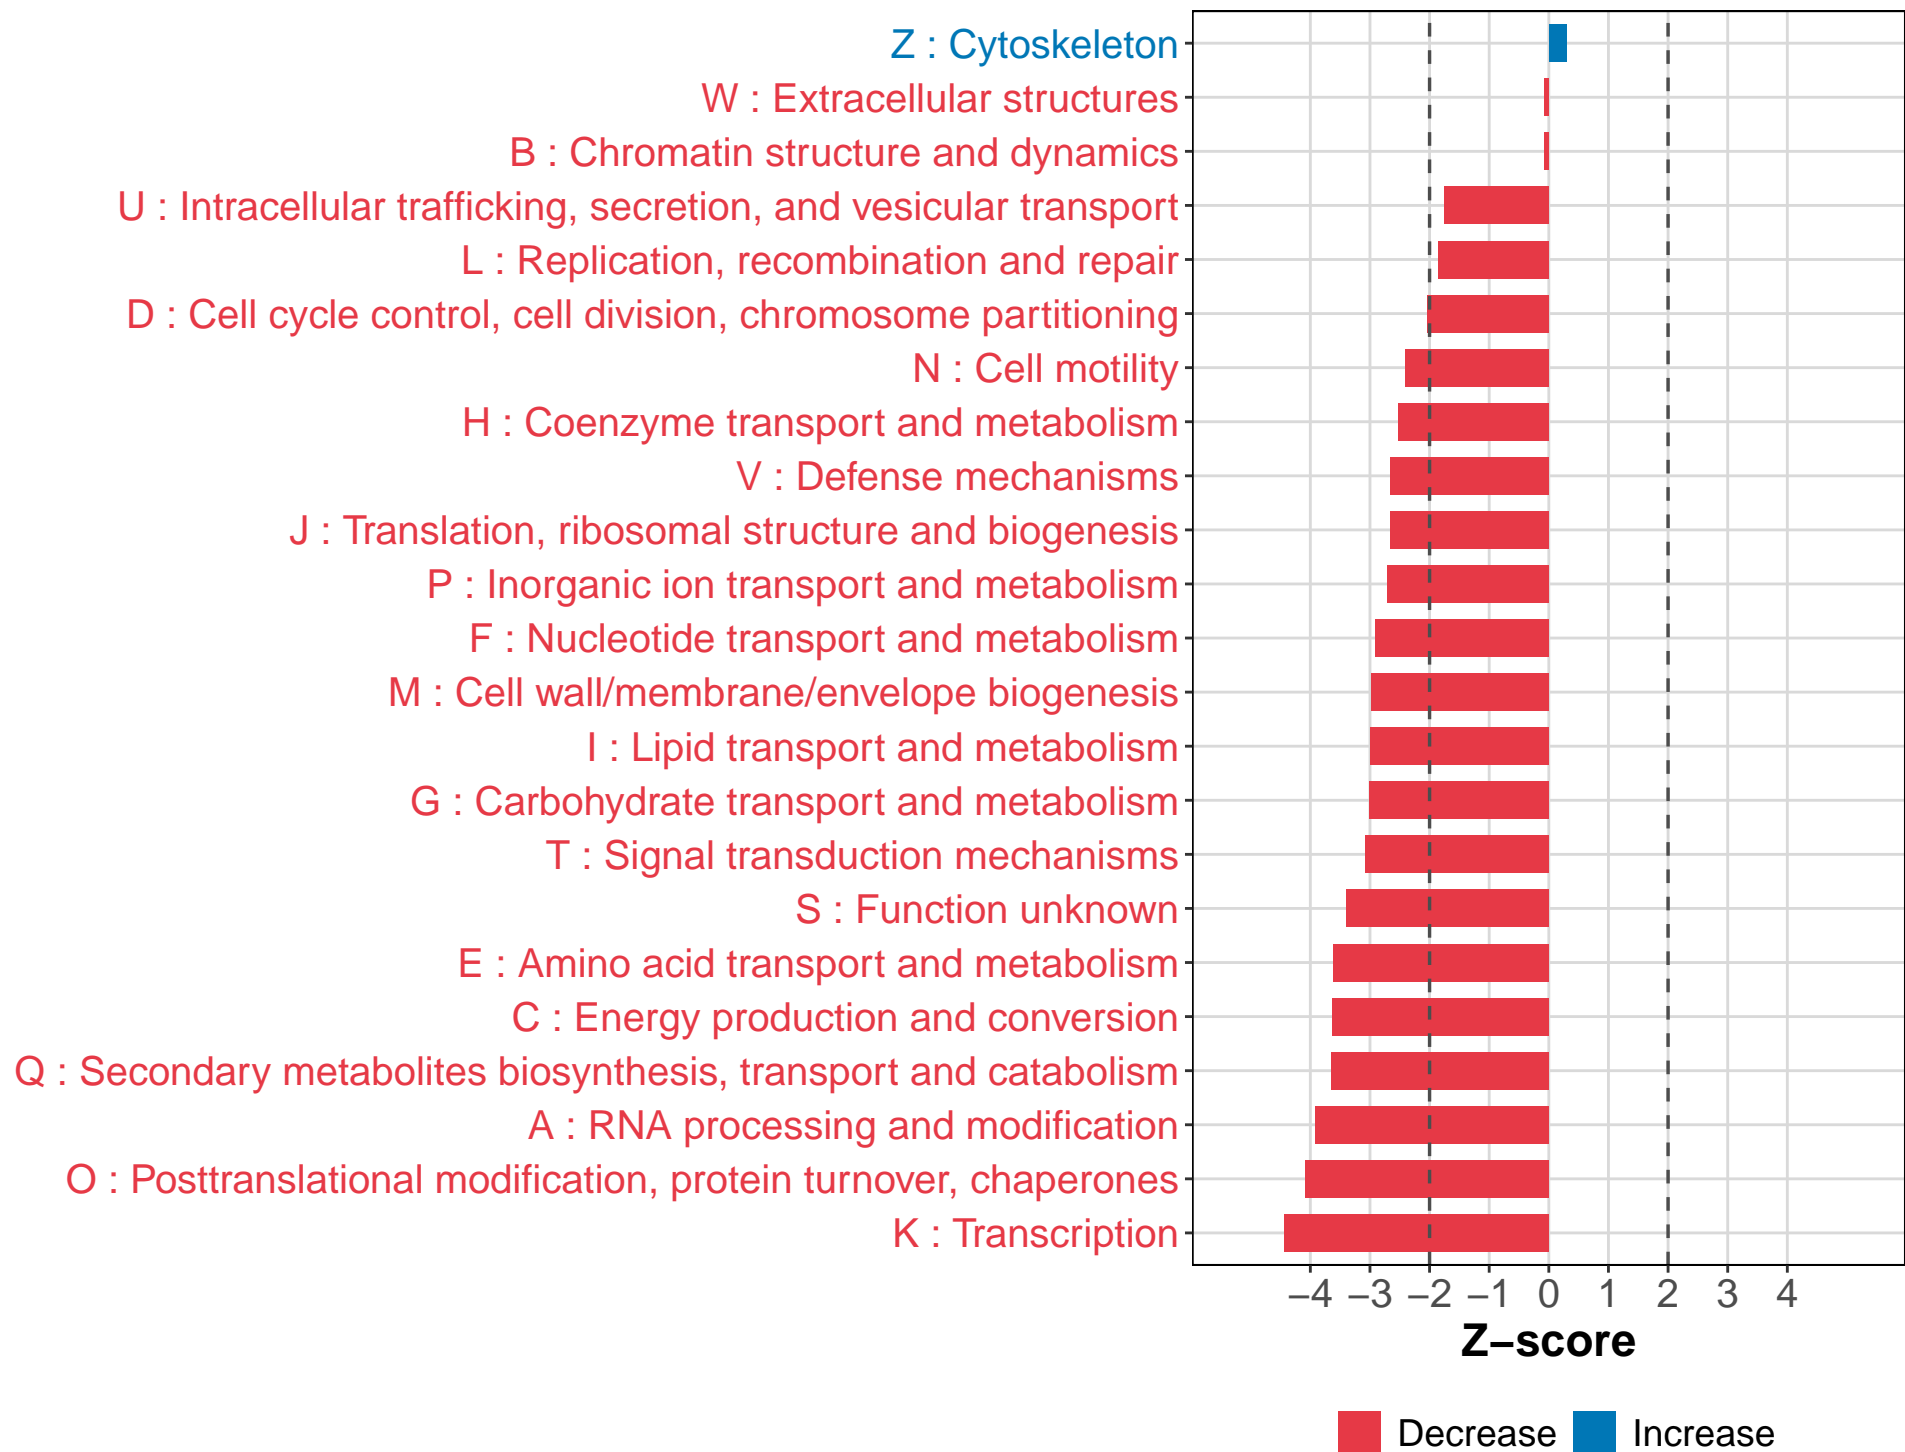 Z : Cytoskeleton
W : Extracellular structures
B : Chromatin structure and dynamics
U : Intracellular trafficking, secretion, and vesicular transport
L : Replication, recombination and repair
D : Cell cycle control, cell division, chromosome partitioning
N : Cell motility
H : Coenzyme transport and metabolism
V : Defense mechanisms
J : Translation, ribosomal structure and biogenesis
P : Inorganic ion transport and metabolism
F : Nucleotide transport and metabolism
M : Cell wall/membrane/envelope biogenesis
I : Lipid transport and metabolism
G : Carbohydrate transport and metabolism
T : Signal transduction mechanisms
S : Function unknown
E : Amino acid transport and metabolism
C : Energy production and conversion
Q : Secondary metabolites biosynthesis, transport and catabolism
A : RNA processing and modification
O : Posttranslational modification, protein turnover, chaperones
K : Transcription
−4 −3 −2 −1 0 1 2 3 4
Z−score
Decrease Increase